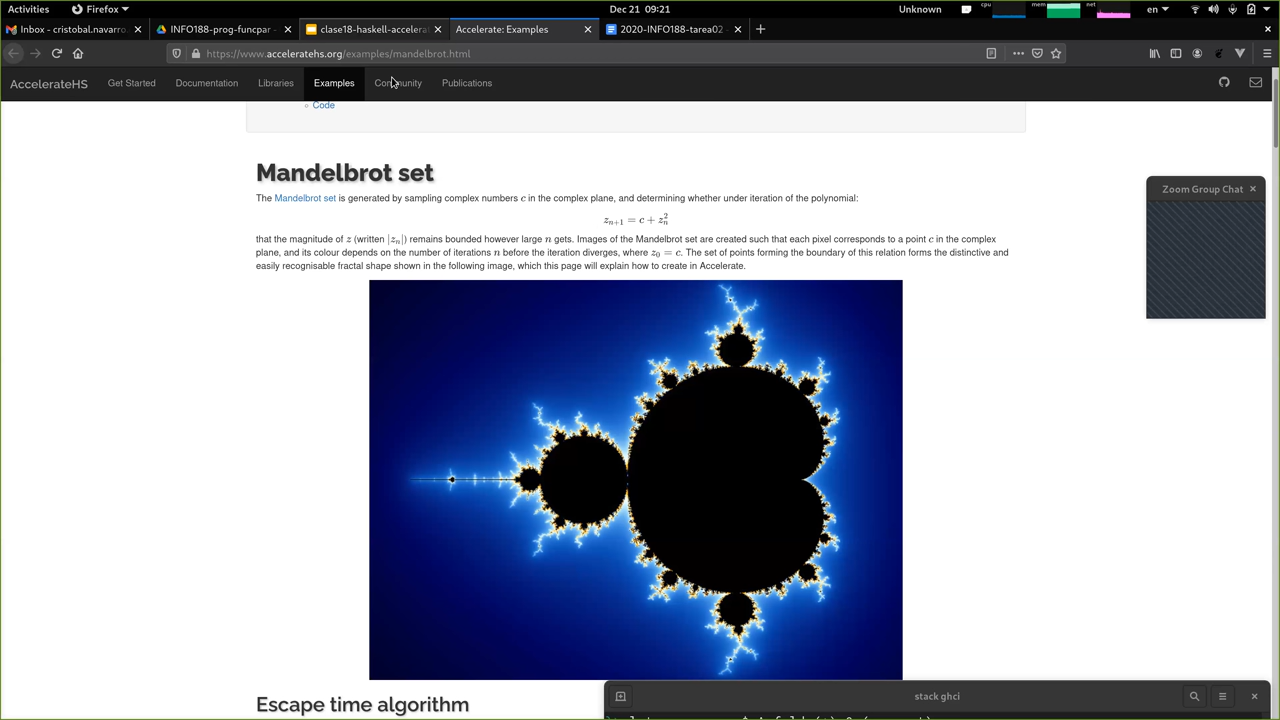 Activities Firefox Dec 21 09:21 Unknown cpu mem net en
Inbox - cristobal.navarro. INFO188-prog-funcpar - clase18-haskell-accelerat Accelerate: Examples 2020-INFO188-tarea02 -
https://www.acceleratehs.org/examples/mandelbrot.html
AccelerateHS Get Started Documentation Libraries Examples Community Publications
Code
Mandelbrot set
The Mandelbrot set is generated by sampling complex numbers c in the complex plane, and determining whether under iteration of the polynomial:
zₙ₊₁ = c + zₙ²
that the magnitude of z (written |zₙ|) remains bounded however large n gets. Images of the Mandelbrot set are created such that each pixel corresponds to a point c in the complex
plane, and its colour depends on the number of iterations n before the iteration diverges, where z₀ = c. The set of points forming the boundary of this relation forms the distinctive and
easily recognisable fractal shape shown in the following image, which this page will explain how to create in Accelerate.
Zoom Group Chat
Escape time algorithm
stack ghci